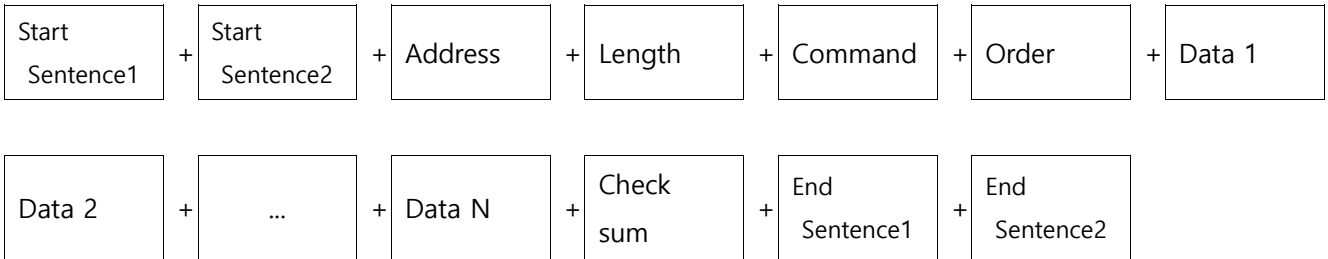 Start Sentence1 + Start Sentence2 + Address + Length + Command + Order + Data 1
Data 2 + ... + Data N + Check sum + End Sentence1 + End Sentence2